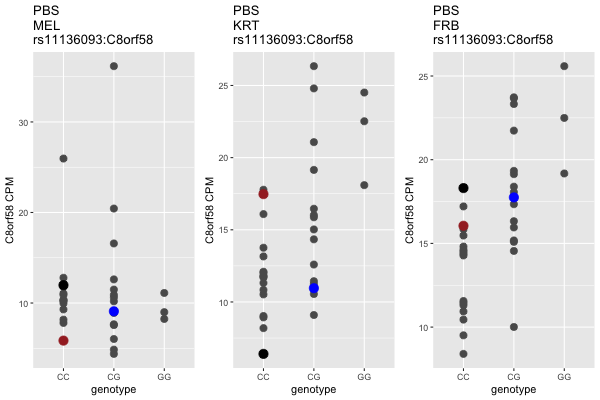 PBS
MEL
rs11136093:C8orf58
C8orf58 CPM
30
20
10
CC CG GG
genotype
PBS
KRT
rs11136093:C8orf58
C8orf58 CPM
25
20
15
10
CC CG GG
genotype
PBS
FRB
rs11136093:C8orf58
C8orf58 CPM
25
20
15
10
CC CG GG
genotype